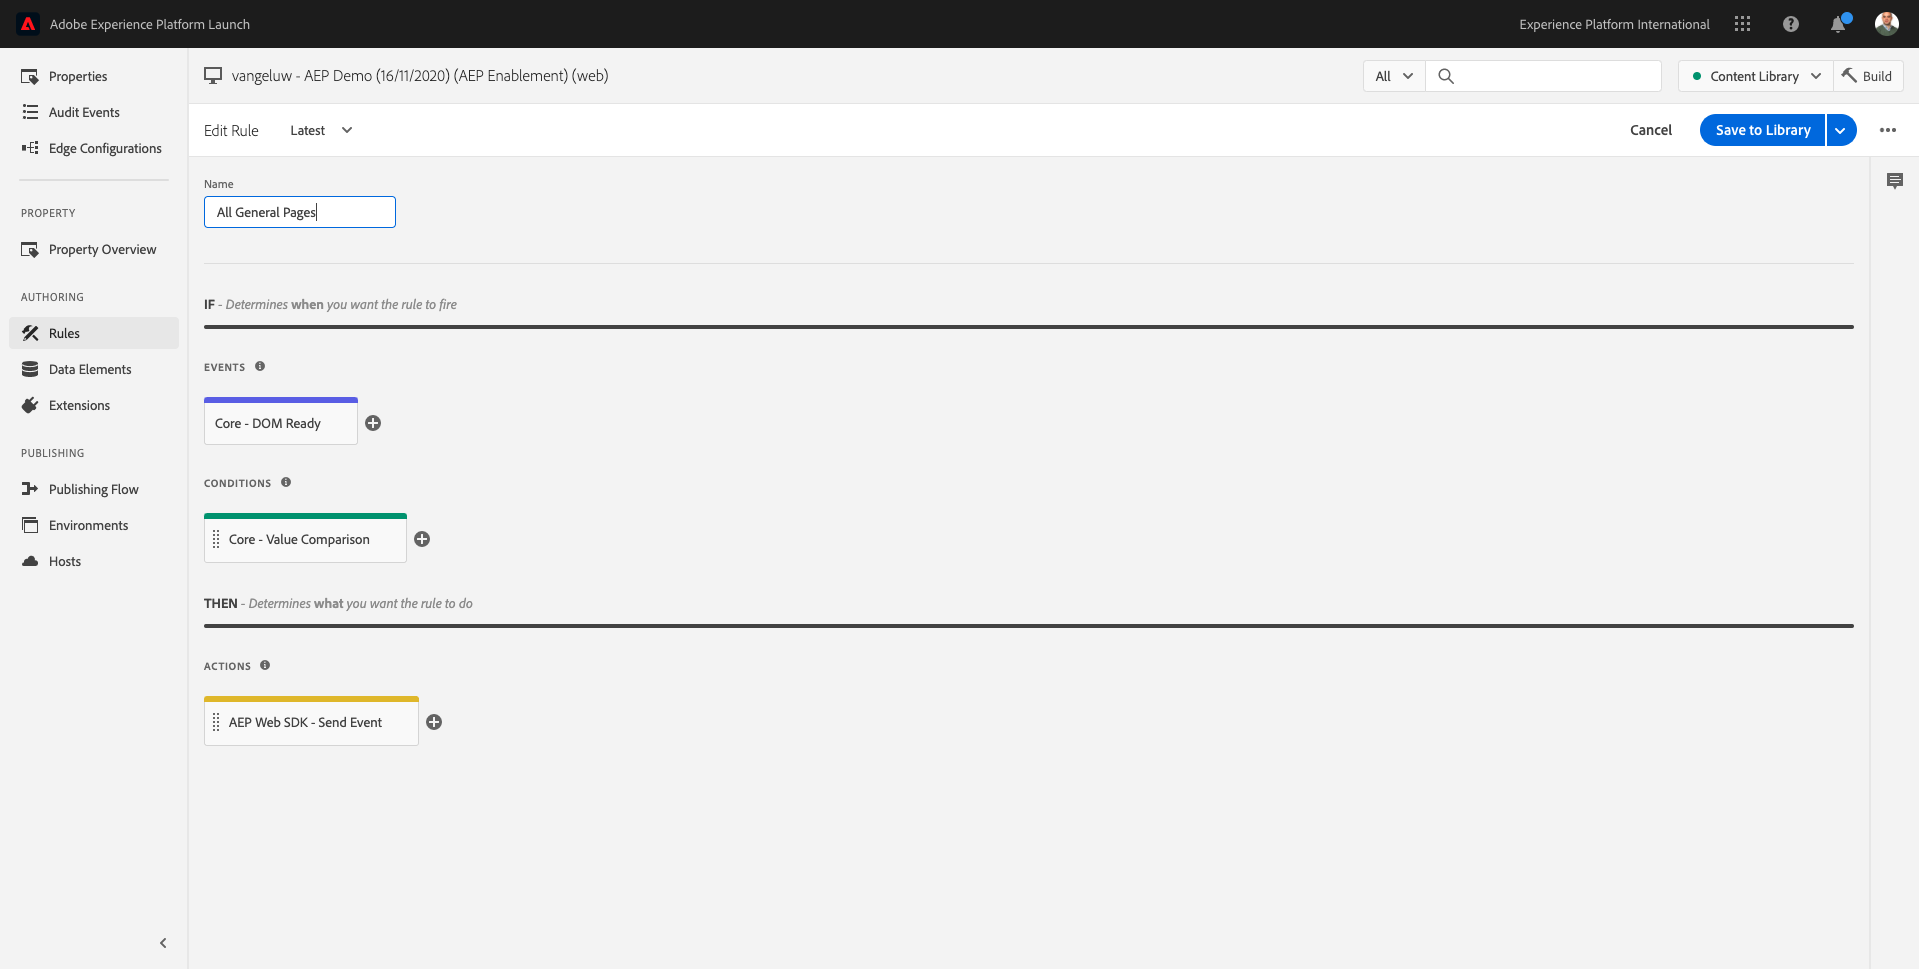 Adobe Experience Platform Launch
Experience Platform International
Properties
Audit Events
Edge Configurations
PROPERTY
Property Overview
AUTHORING
Rules
Data Elements
Extensions
PUBLISHING
Publishing Flow
Environments
Hosts
vangeluw - AEP Demo (16/11/2020) (AEP Enablement) (web)
All
Content Library
Build
Edit Rule
Latest
Cancel
Save to Library
Name
All General Pages
IF - Determines when you want the rule to fire
EVENTS
Core - DOM Ready
CONDITIONS
Core - Value Comparison
THEN - Determines what you want the rule to do
ACTIONS
AEP Web SDK - Send Event